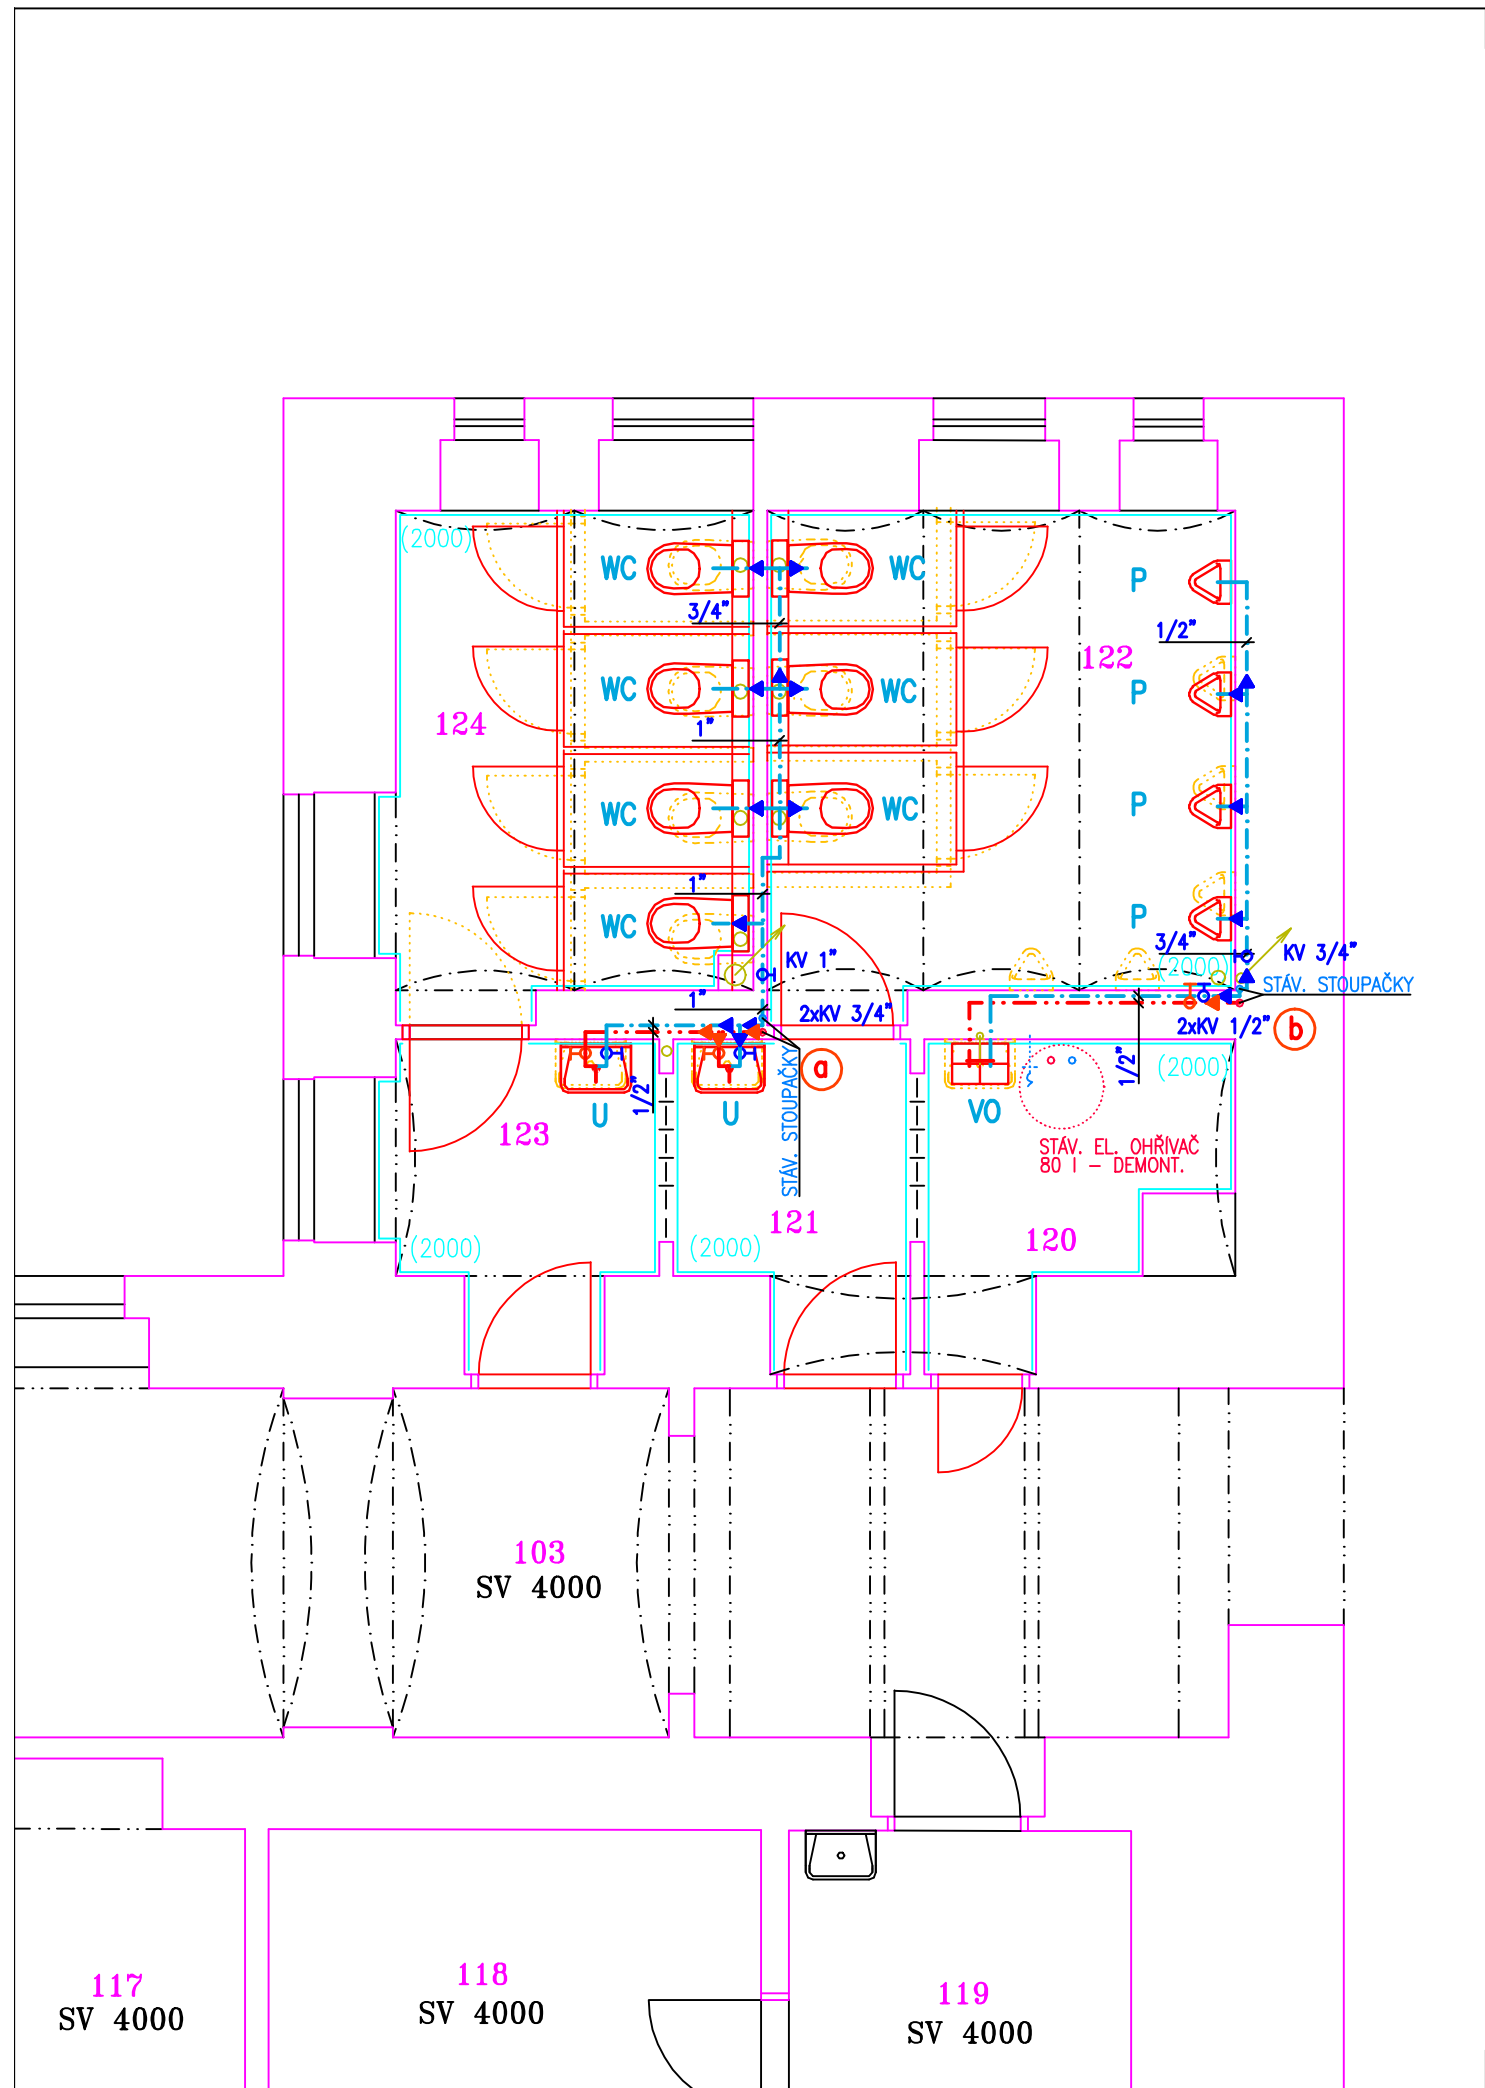 (2000)
WC
WC
P
3/4"
1/2"
122
WC
WC
P
124
1"
WC
WC
P
1"
WC
P
3/4"
KV 1"
(2000)
KV 3/4"
STÁV. STOUPAČKY
1"
2xKV 3/4"
2xKV 1/2"
b
a
(2000)
1/2"
1/2"
U
U
VO
STÁV. STOUPAČKY
123
STÁV. EL. OHŘÍVAČ
80 l - DEMONT.
121
120
(2000)
(2000)
103
SV 4000
117
SV 4000
118
SV 4000
119
SV 4000